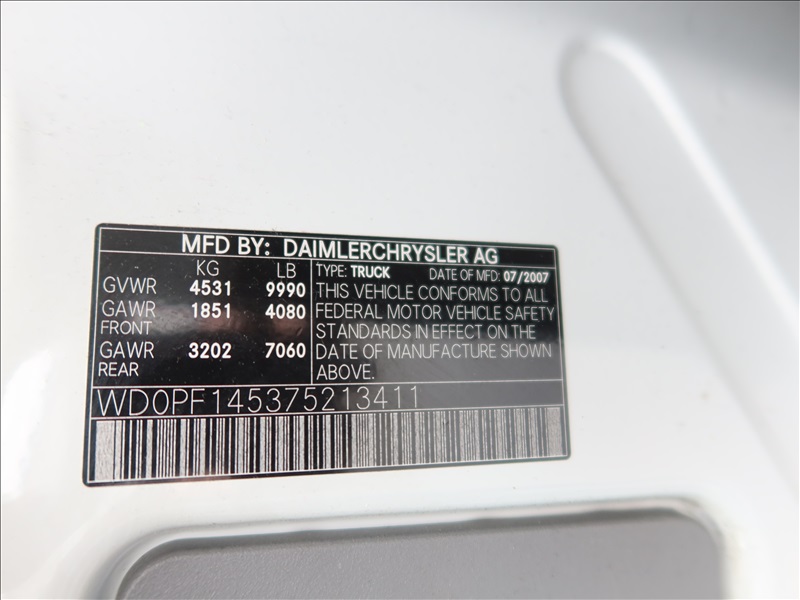 MFD BY: DAIMLERCHRYSLER AG
KG LB
GVWR 4531 9990
GAWR FRONT 1851 4080
GAWR REAR 3202 7060
TYPE: TRUCK DATE OF MFD: 07/2007
THIS VEHICLE CONFORMS TO ALL
FEDERAL MOTOR VEHICLE SAFETY
STANDARDS IN EFFECT ON THE
DATE OF MANUFACTURE SHOWN
ABOVE.
WD0PF145375213411